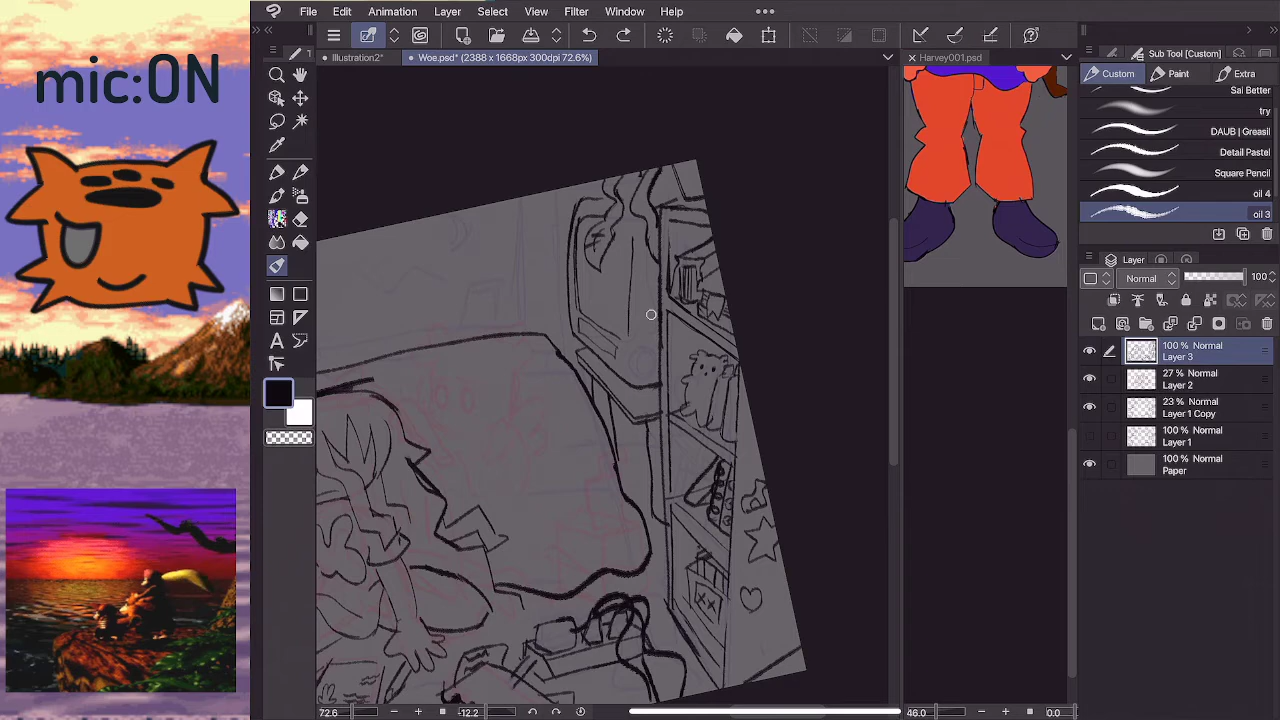 mic:ON
File Edit Animation Layer Select View Filter Window Help
Illustration2*
Woe.psd* (2388 x 1668px 300dpi 72.6%)
Harvey001.psd
Sub Tool[Custom]
Custom Paint Extra
Sai Better
try
DAUB | Greasil
Detail Pastel
Square Pencil
oil 4
oil 3
Layer
Normal 100
100 % Normal
Layer 3
27 % Normal
Layer 2
23 % Normal
Layer 1 Copy
100 % Normal
Layer 1
100 % Normal
Paper
72.6 -12.2 46.0 0.0